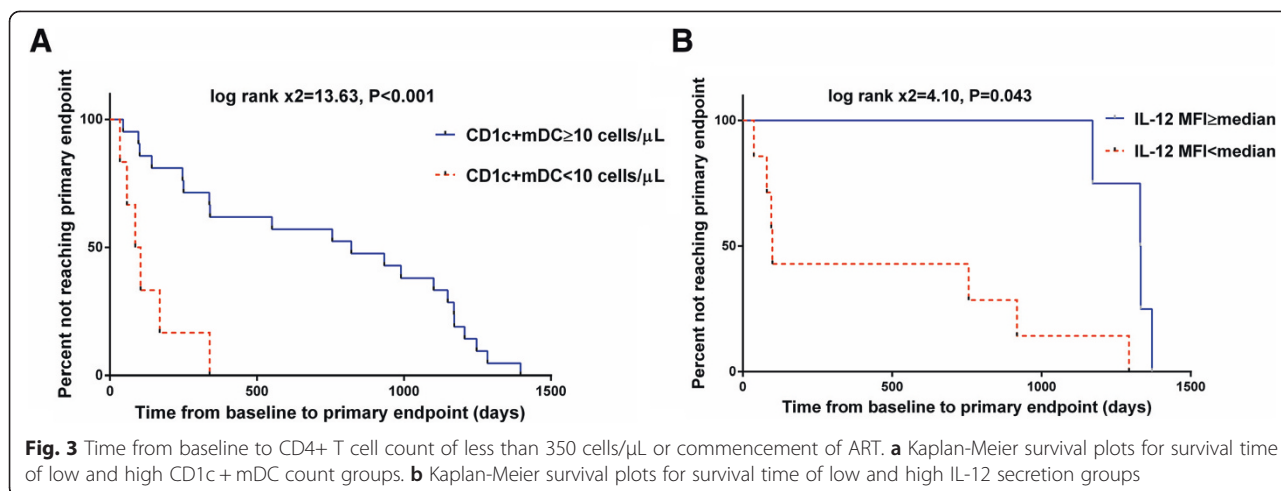 A
log rank x2=13.63, P<0.001
CD1c+mDC≥10 cells/μL
CD1c+mDC<10 cells/μL
Percent not reaching primary endpoint
100
50
0
0 500 1000 1500
Time from baseline to primary endpoint (days)
B
log rank x2=4.10, P=0.043
IL-12 MFI≥median
IL-12 MFI<median
Percent not reaching primary endpoint
100
50
0
0 500 1000 1500
Time from baseline to primary endpoint (days)
Fig. 3 Time from baseline to CD4+ T cell count of less than 350 cells/μL or commencement of ART. a Kaplan-Meier survival plots for survival time
of low and high CD1c + mDC count groups. b Kaplan-Meier survival plots for survival time of low and high IL-12 secretion groups